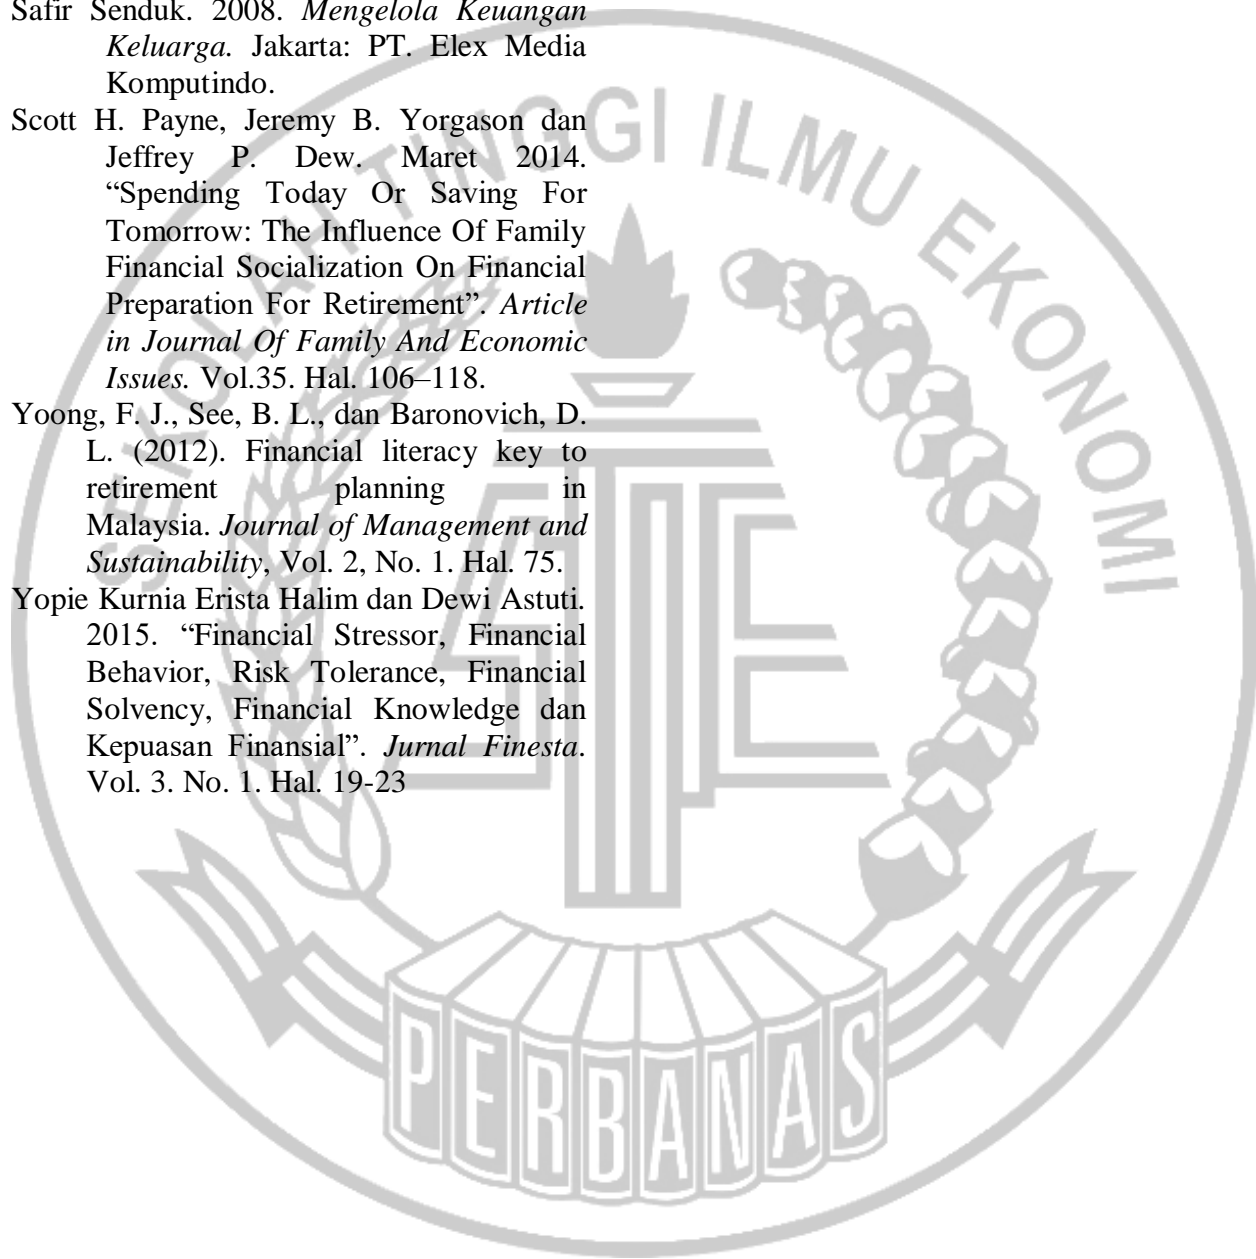 Safir Senduk. 2008. Mengelola Keuangan
Keluarga. Jakarta: PT. Elex Media
Komputindo.
Scott H. Payne, Jeremy B. Yorgason dan
Jeffrey P. Dew. Maret 2014.
“Spending Today Or Saving For
Tomorrow: The Influence Of Family
Financial Socialization On Financial
Preparation For Retirement”. Article
in Journal Of Family And Economic
Issues. Vol.35. Hal. 106–118.
Yoong, F. J., See, B. L., dan Baronovich, D.
L. (2012). Financial literacy key to
retirement planning in
Malaysia. Journal of Management and
Sustainability, Vol. 2, No. 1. Hal. 75.
Yopie Kurnia Erista Halim dan Dewi Astuti.
2015. “Financial Stressor, Financial
Behavior, Risk Tolerance, Financial
Solvency, Financial Knowledge dan
Kepuasan Finansial”. Jurnal Finesta.
Vol. 3. No. 1. Hal. 19-23
SEKOLAH TINGGI ILMU EKONOMI
PERBANAS